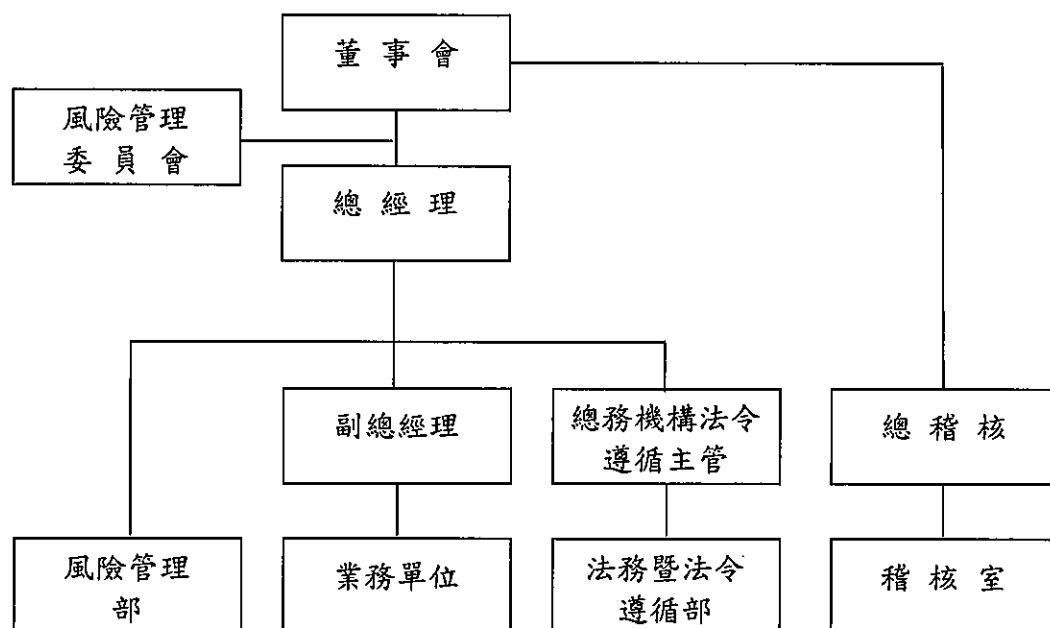 董事會
風險管理
委員會
總經理
副總經理
總務機構法令
遵循主管
總稽核
風險管理
部
業務單位
法務暨法令
遵循部
稽核室